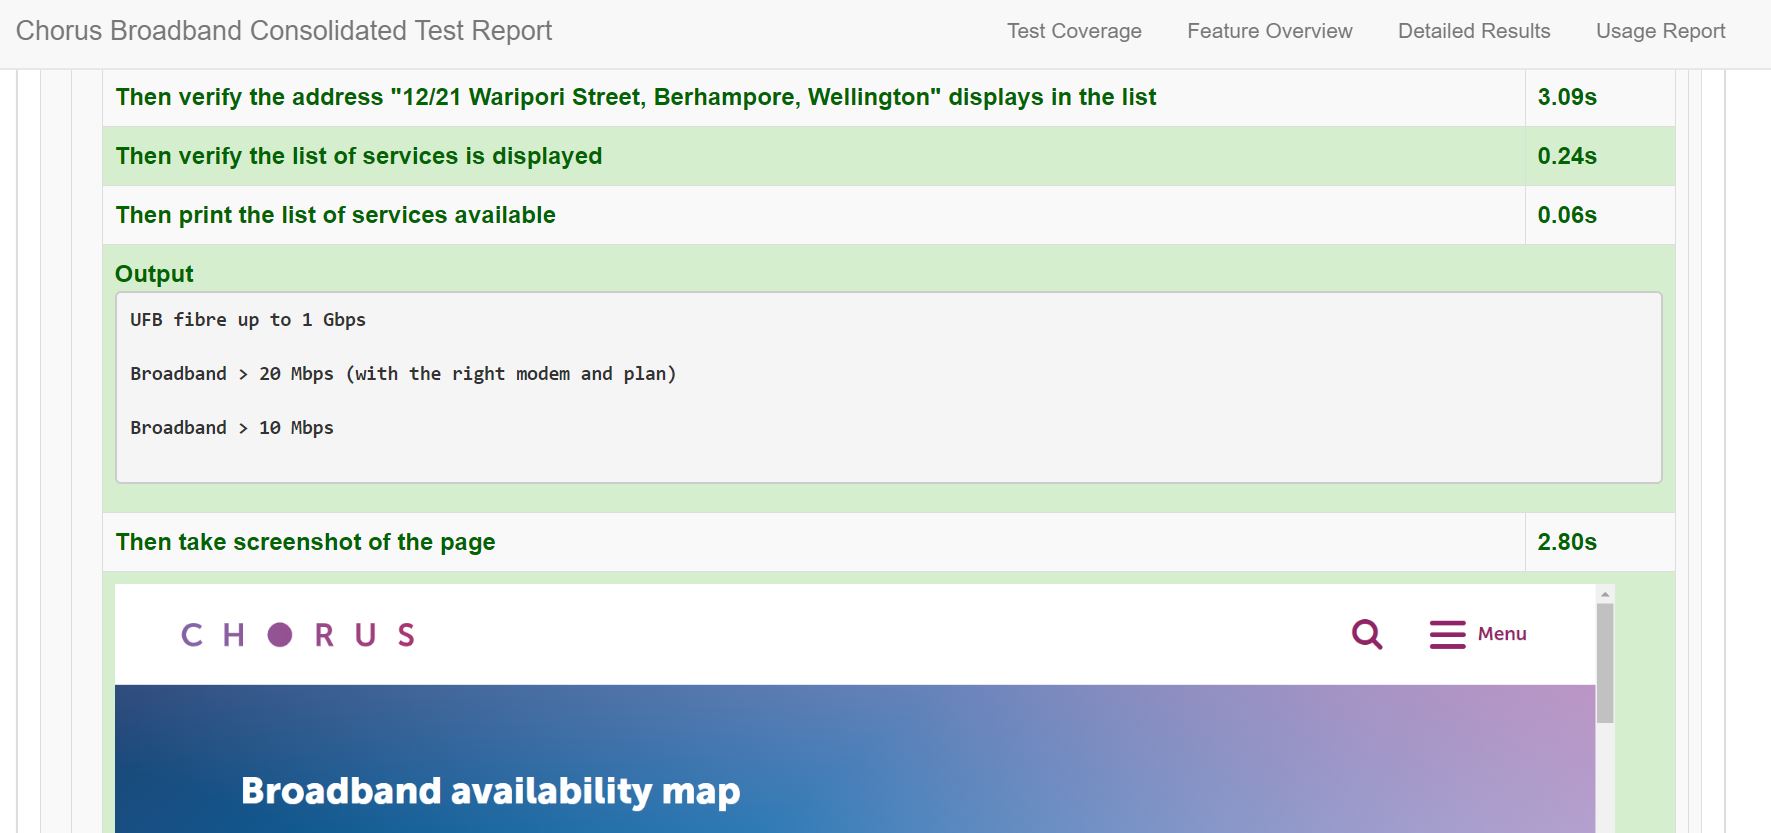 Chorus Broadband Consolidated Test Report
Test Coverage
Feature Overview
Detailed Results
Usage Report
Then verify the address "12/21 Waripori Street, Berhampore, Wellington" displays in the list 3.09s
Then verify the list of services is displayed 0.24s
Then print the list of services available 0.06s
Output
UFB fibre up to 1 Gbps
Broadband > 20 Mbps (with the right modem and plan)
Broadband > 10 Mbps
Then take screenshot of the page 2.80s
CHORUS
Menu
Broadband availability map